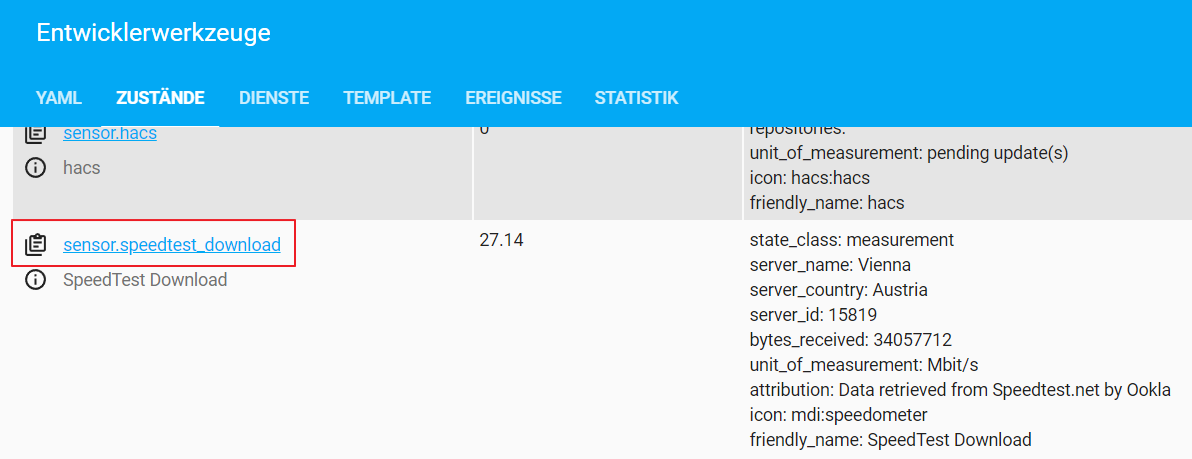 Entwicklerwerkzeuge
YAML ZUSTÄNDE DIENSTE TEMPLATE EREIGNISSE STATISTIK
sensor.hacs 0 repositories:
hacs unit_of_measurement: pending update(s)
icon: hacs:hacs
friendly_name: hacs
sensor.speedtest_download 27.14 state_class: measurement
SpeedTest Download server_name: Vienna
server_country: Austria
server_id: 15819
bytes_received: 34057712
unit_of_measurement: Mbit/s
attribution: Data retrieved from Speedtest.net by Ookla
icon: mdi:speedometer
friendly_name: SpeedTest Download